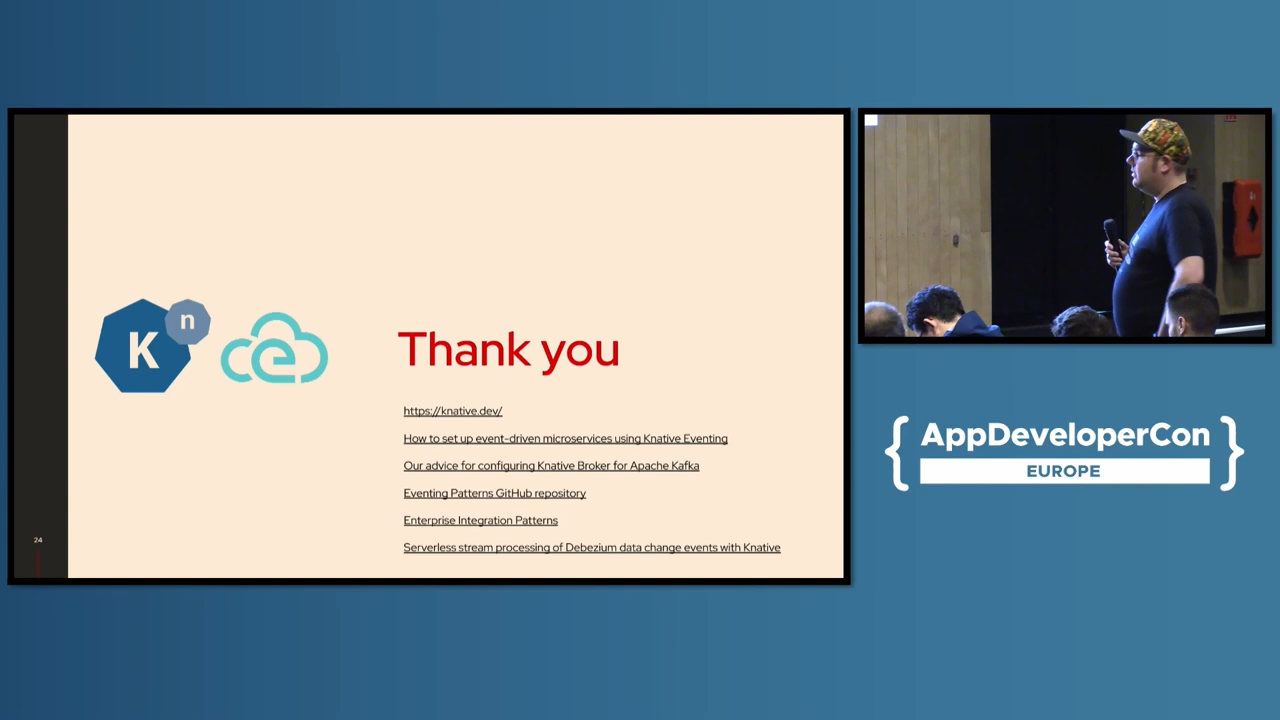 K
n
e
Thank you
https://knative.dev/
How to set up event-driven microservices using Knative Eventing
Our advice for configuring Knative Broker for Apache Kafka
Eventing Patterns GitHub repository
Enterprise Integration Patterns
Serverless stream processing of Debezium data change events with Knative
24
{AppDeveloperCon}
EUROPE